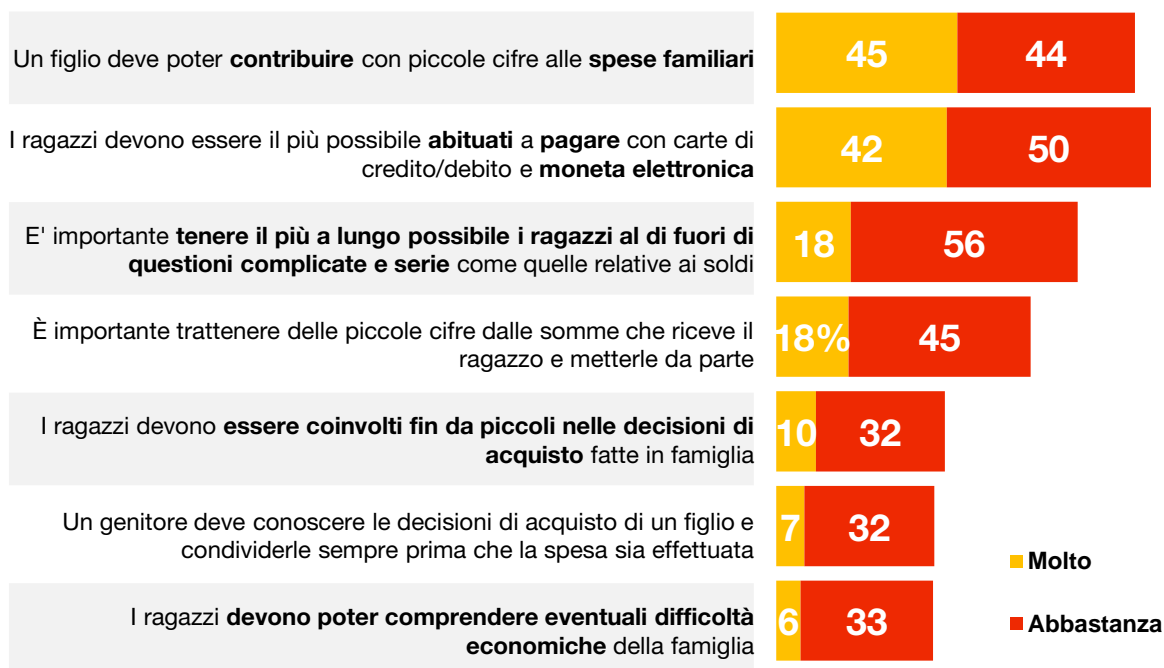 Un figlio deve poter contribuire con piccole cifre alle spese familiari
45 44
I ragazzi devono essere il più possibile abituati a pagare con carte di
credito/debito e moneta elettronica
42 50
E' importante tenere il più a lungo possibile i ragazzi al di fuori di
questioni complicate e serie come quelle relative ai soldi
18 56
È importante trattenere delle piccole cifre dalle somme che riceve il
ragazzo e metterle da parte
18% 45
I ragazzi devono essere coinvolti fin da piccoli nelle decisioni di
acquisto fatte in famiglia
10 32
Un genitore deve conoscere le decisioni di acquisto di un figlio e
condividerle sempre prima che la spesa sia effettuata
7 32
I ragazzi devono poter comprendere eventuali difficoltà
economiche della famiglia
6 33
Molto
Abbastanza